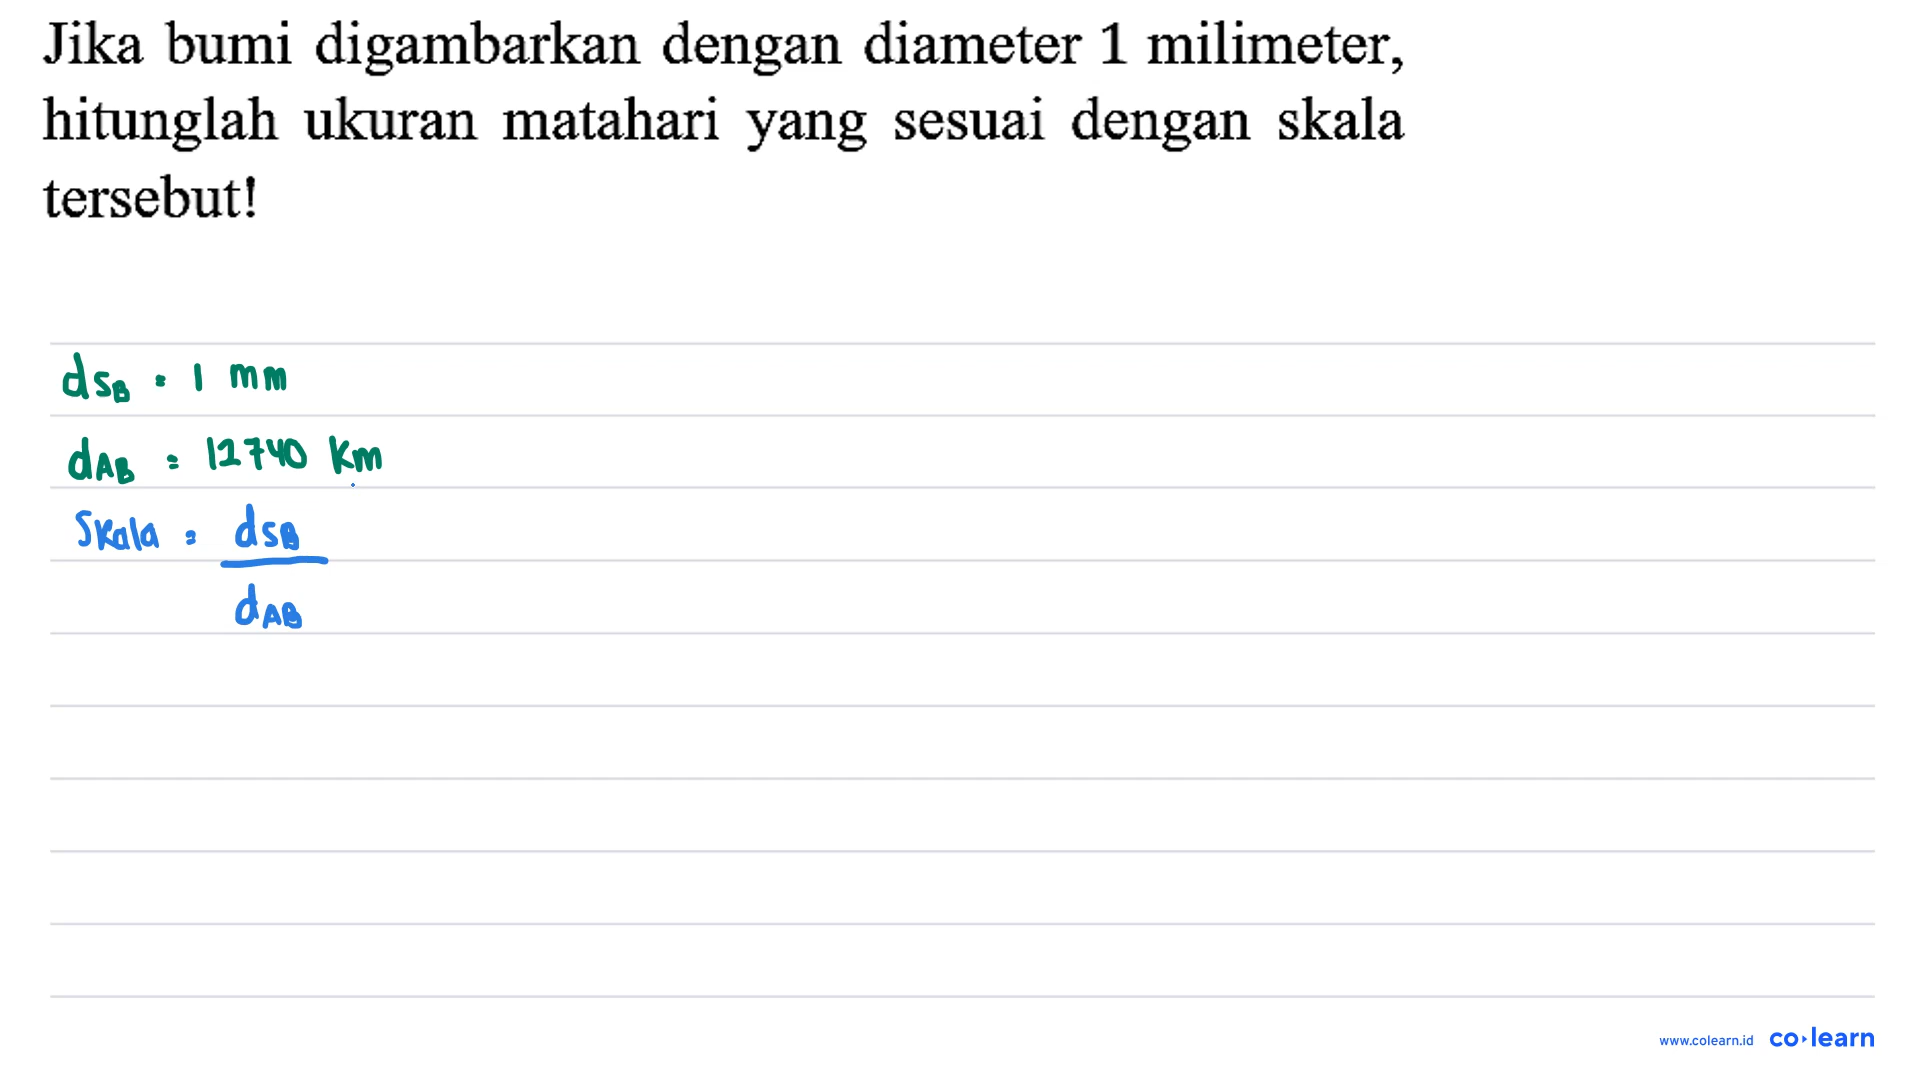 Jika bumi digambarkan dengan diameter 1 milimeter,
hitunglah ukuran matahari yang sesuai dengan skala
tersebut!
dSB = 1 mm
dAB = 12740 km
Skala = dSB
dAB
www.colearn.id co learn